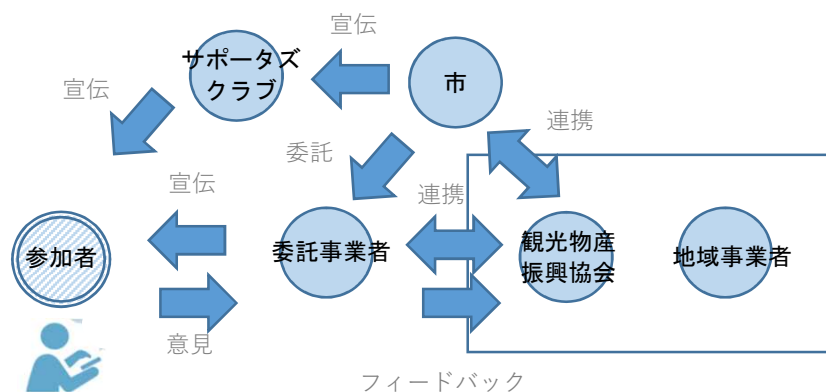 宣伝
サポータズ
クラブ
市
宣伝
連携
委託
宣伝
連携
参加者
委託事業者
観光物産
振興協会
地域事業者
意見
フィードバック